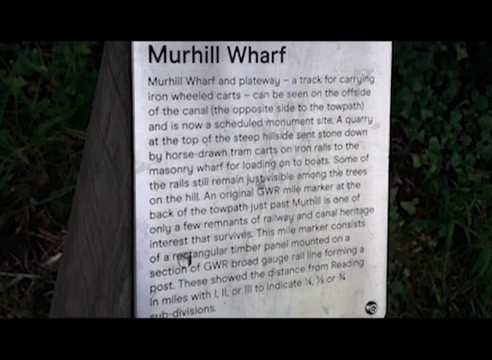 Murhill Wharf
Murhill Wharf and plateway – a track for carrying
iron wheeled carts – can be seen on the offside
of the canal (the opposite side to the towpath)
and is now a scheduled monument site. A quarry
at the top of the steep hillside sent stone down
by horse-drawn tram carts on iron rails to the
masonry wharf for loading on to boats. Some of
the rails still remain just visible among the trees
on the hill. An original GWR mile marker at the
back of the towpath just past Murhill is one of
only a few remnants of railway and canal heritage
interest that survives. This mile marker consists
of a rectangular timber panel mounted on a
section of GWR broad gauge rail line forming a
post. These showed the distance from Reading
in miles with I, II, or III to indicate ¼, ½ or ¾
sub-divisions.